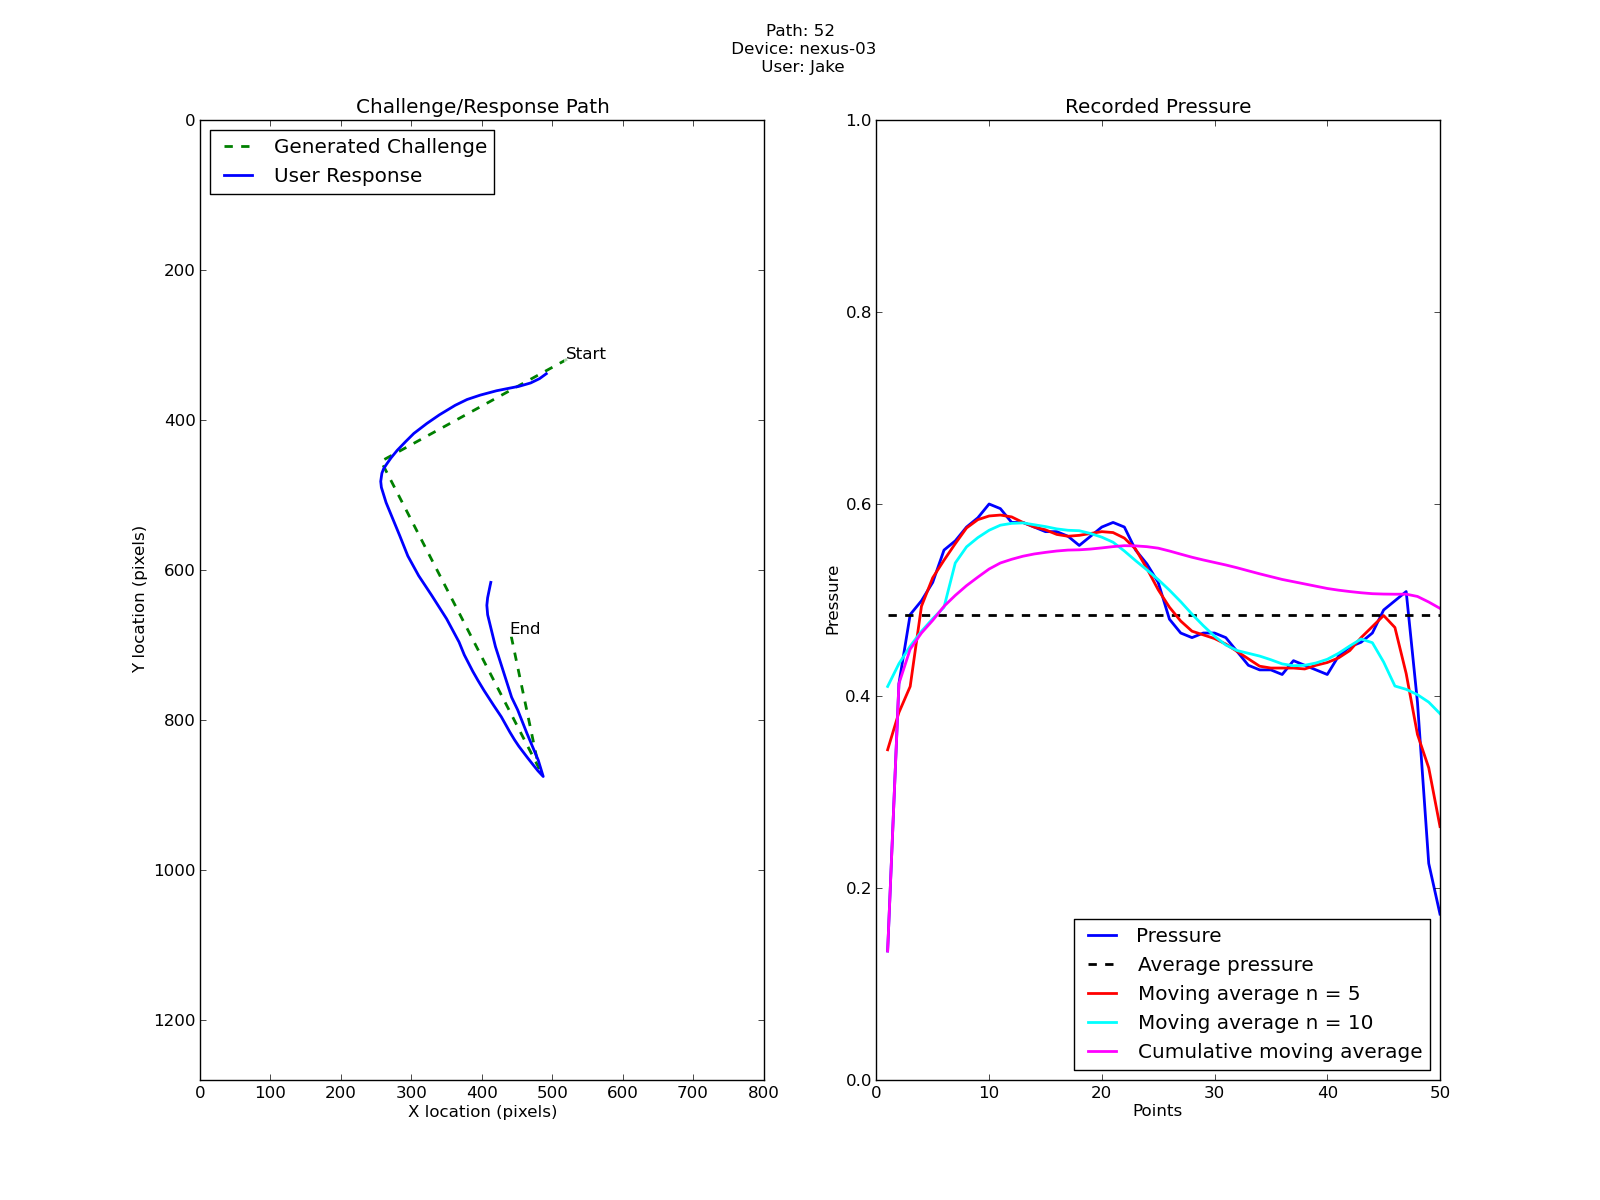 Path: 52
Device: nexus-03
User: Jake
Challenge/Response Path
Generated Challenge
User Response
Start
End
0
200
400
600
800
1000
1200
Y location (pixels)
0 100 200 300 400 500 600 700 800
X location (pixels)
Recorded Pressure
1.0
0.8
0.6
0.4
0.2
0.0
Pressure
Pressure
Average pressure
Moving average n = 5
Moving average n = 10
Cumulative moving average
0 10 20 30 40 50
Points